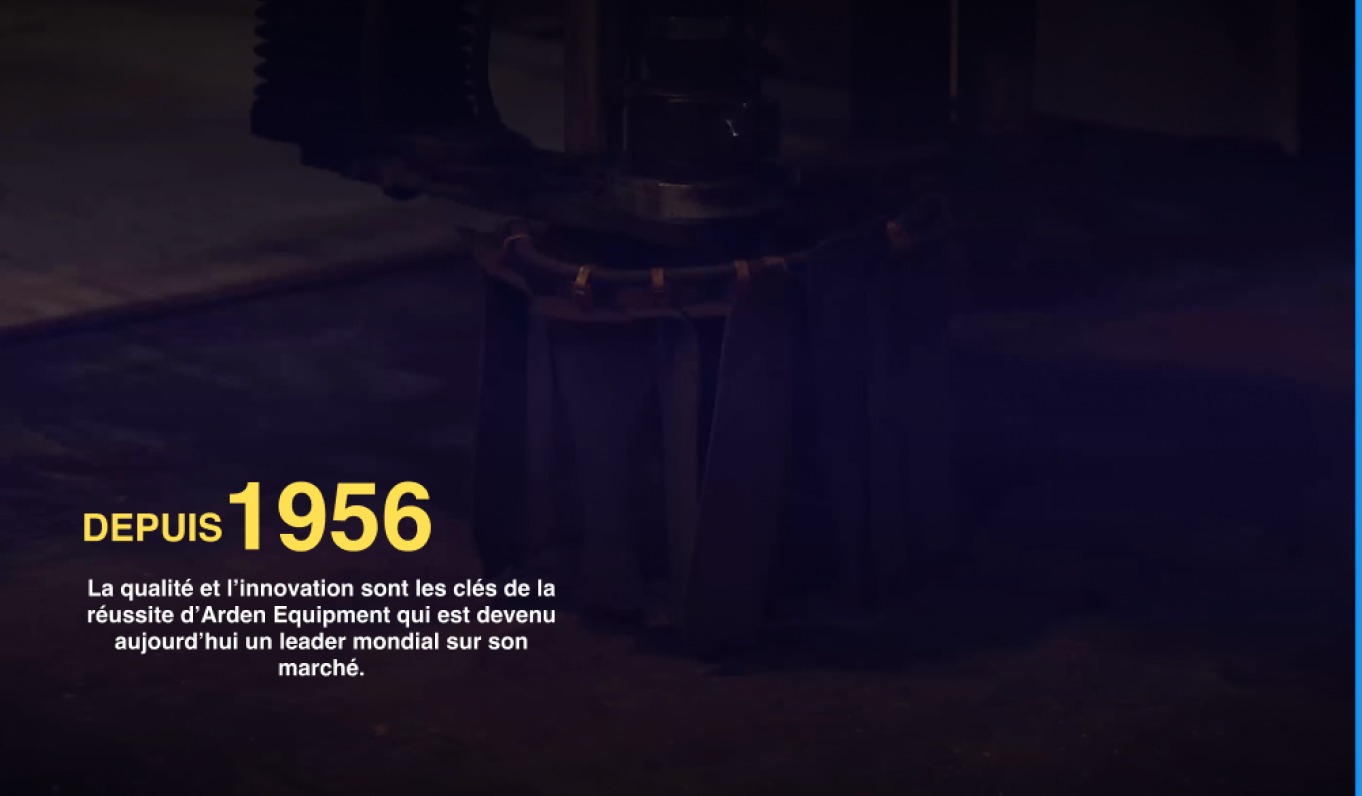 DEPUIS 1956
La qualité et l’innovation sont les clés de la
réussite d’Arden Equipment qui est devenu
aujourd’hui un leader mondial sur son
marché.